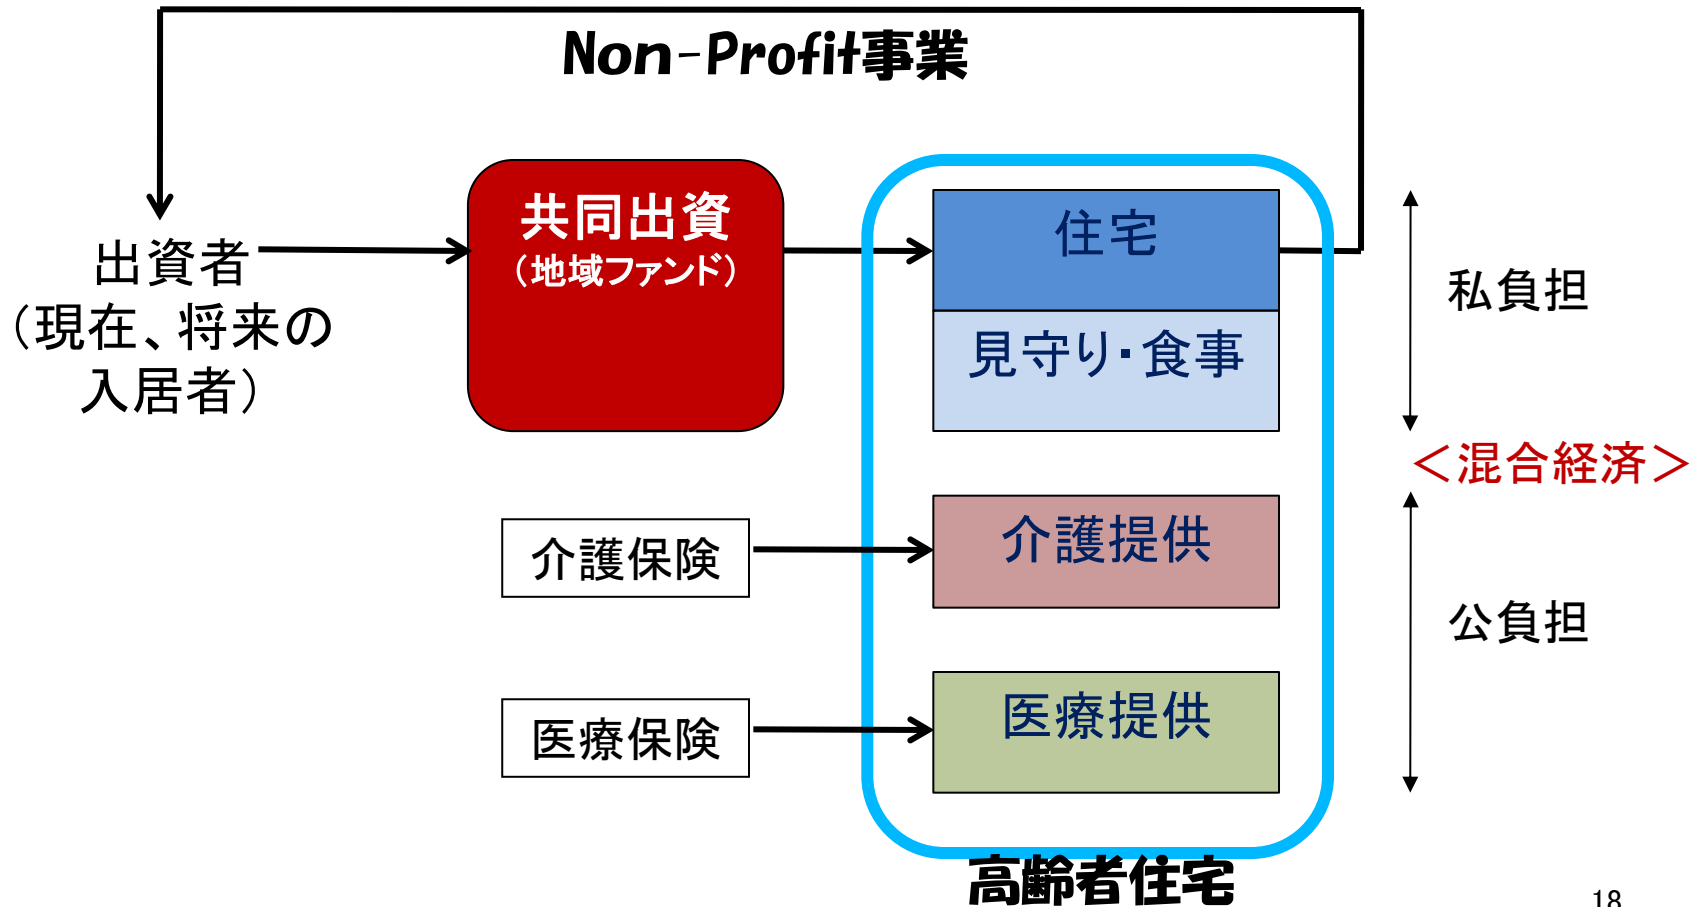 Non-Profit事業
共同出資
（地域ファンド）
出資者
（現在、将来の
入居者）
住宅
見守り・食事
私負担
＜混合経済＞
介護保険
介護提供
公負担
医療保険
医療提供
高齢者住宅
18